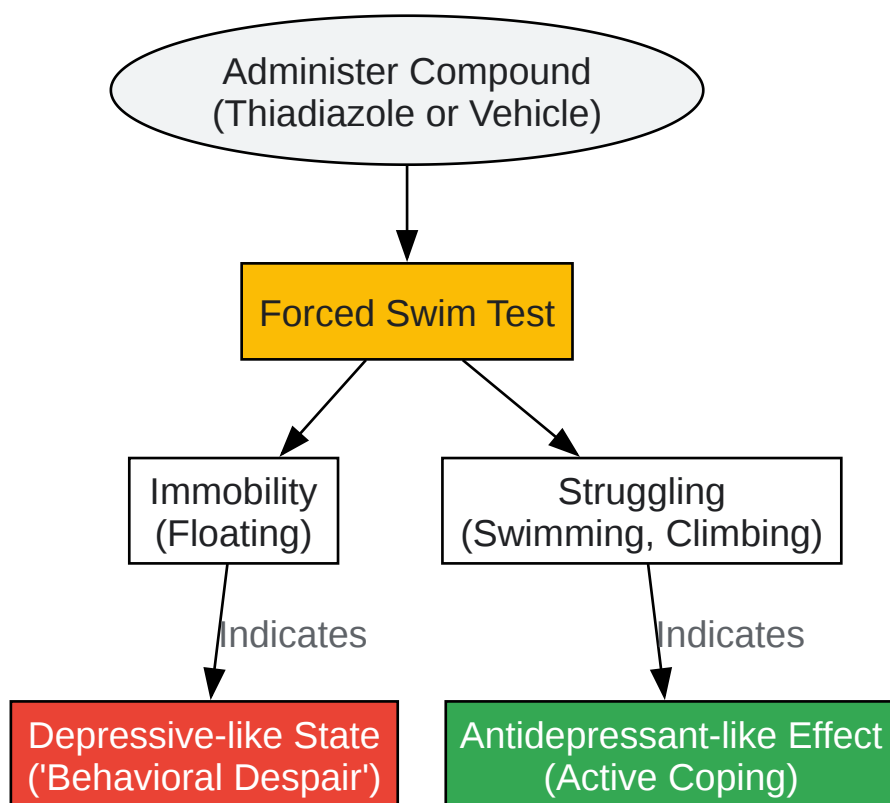 Administer Compound
(Thiadiazole or Vehicle)
Forced Swim Test
Immobility
(Floating)
Struggling
(Swimming, Climbing)
Indicates
Indicates
Depressive-like State
('Behavioral Despair')
Antidepressant-like Effect
(Active Coping)